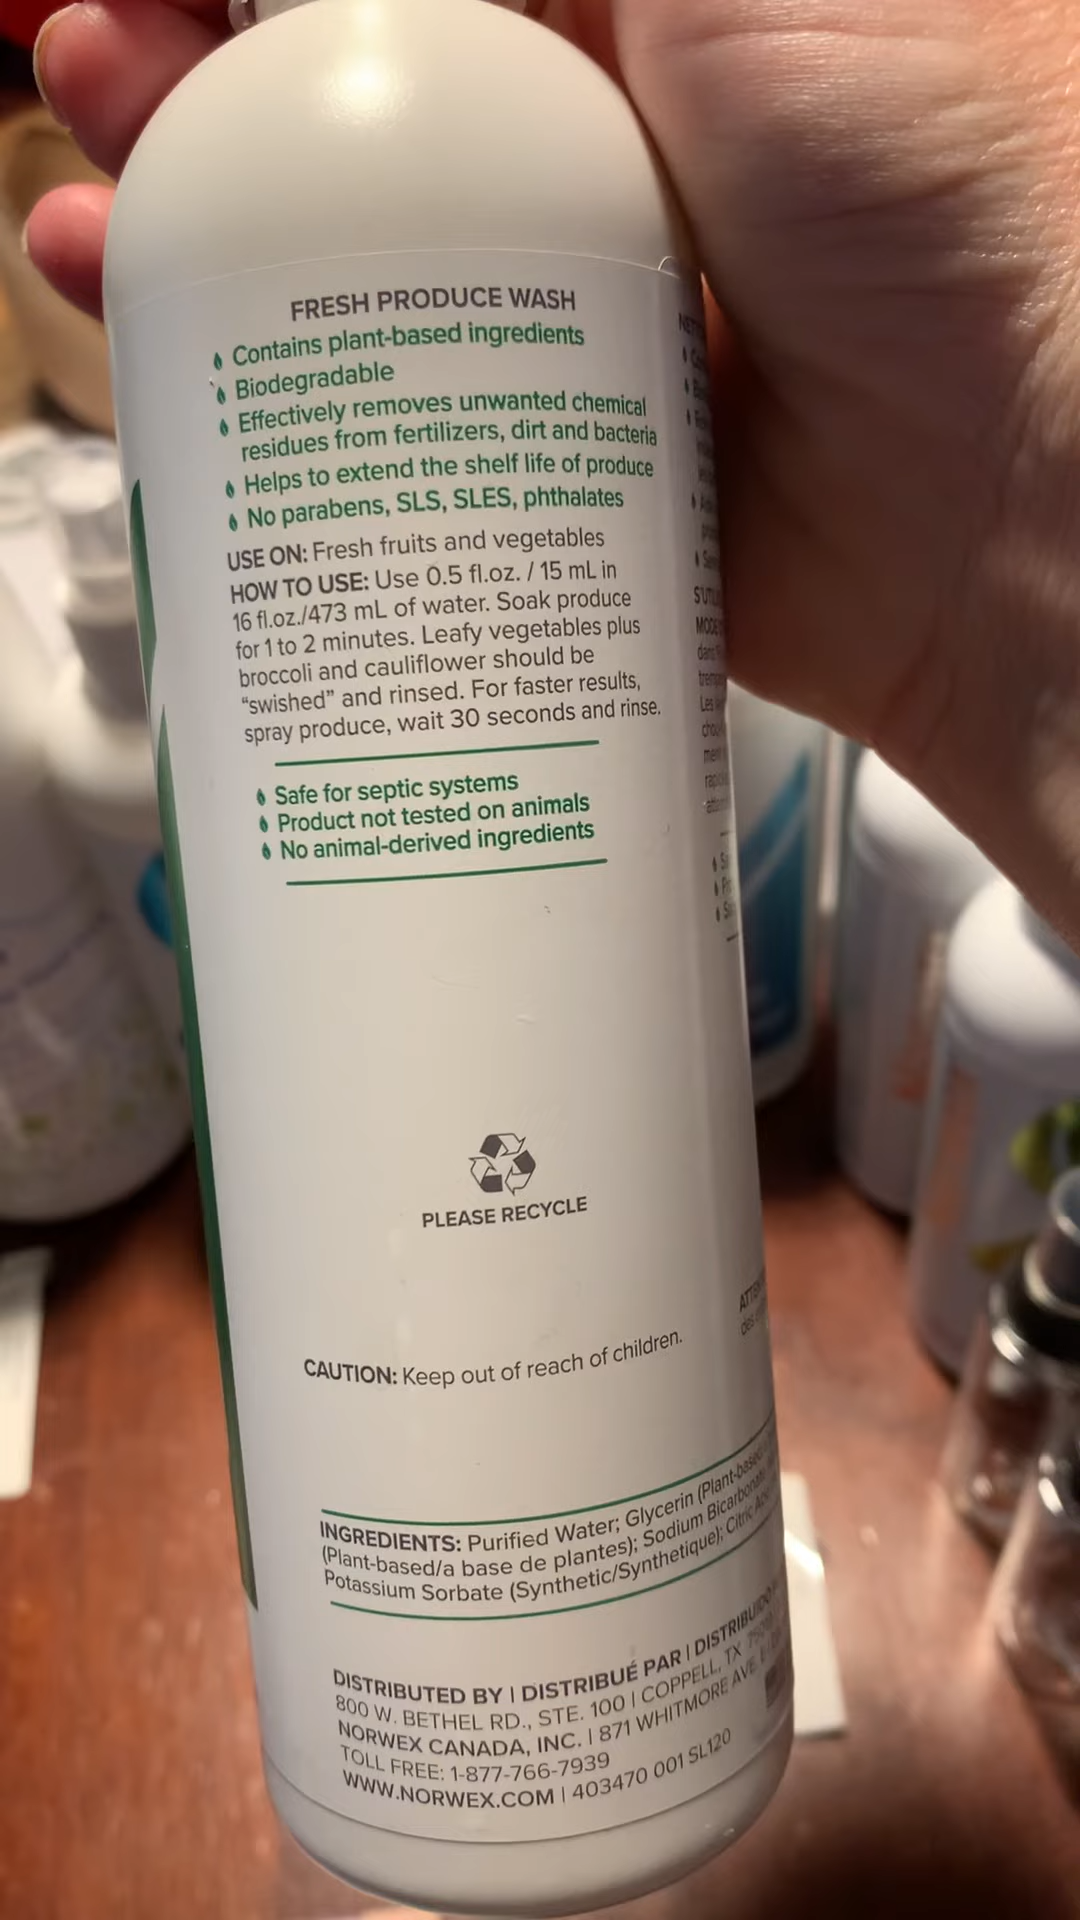 FRESH PRODUCE WASH
Contains plant-based ingredients
Biodegradable
Effectively removes unwanted chemical
residues from fertilizers, dirt and bacteria
Helps to extend the shelf life of produce
No parabens, SLS, SLES, phthalates
USE ON: Fresh fruits and vegetables
HOW TO USE: Use 0.5 fl.oz. / 15 mL in
16 fl.oz./473 mL of water. Soak produce
for 1 to 2 minutes. Leafy vegetables plus
broccoli and cauliflower should be
“swished” and rinsed. For faster results,
spray produce, wait 30 seconds and rinse.
Safe for septic systems
Product not tested on animals
No animal-derived ingredients
PLEASE RECYCLE
CAUTION: Keep out of reach of children.
INGREDIENTS: Purified Water; Glycerin (Plant-based
(Plant-based/a base de plantes); Sodium Bicarbonate
Potassium Sorbate (Synthetic/Synthetique); Citric
DISTRIBUTED BY | DISTRIBUÉ PAR | DISTRIBUIDO
800 W. BETHEL RD., STE. 100 | COPPELL, TX
NORWEX CANADA, INC. | 871 WHITMORE AVE.
TOLL FREE: 1-877-766-7939
WWW.NORWEX.COM | 403470 001 SL120